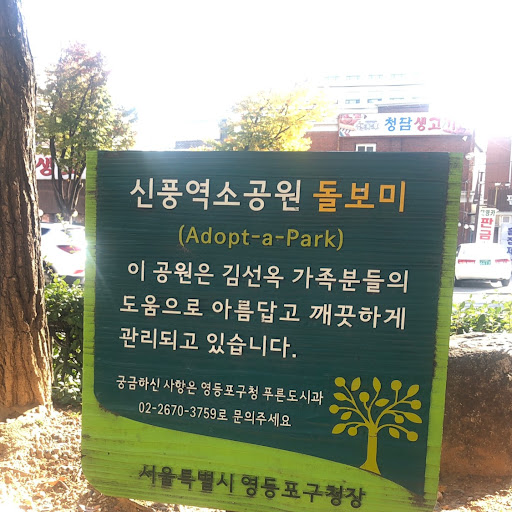 청담생고기
신풍역소공원 돌보미
(Adopt-a-Park)
이 공원은 김선옥 가족분들의
도움으로 아름답고 깨끗하게
관리되고 있습니다.
궁금하신 사항은 영등포구청 푸른도시과
02-2670-3759로 문의주세요
서울특별시 영등포구청장
생
판금